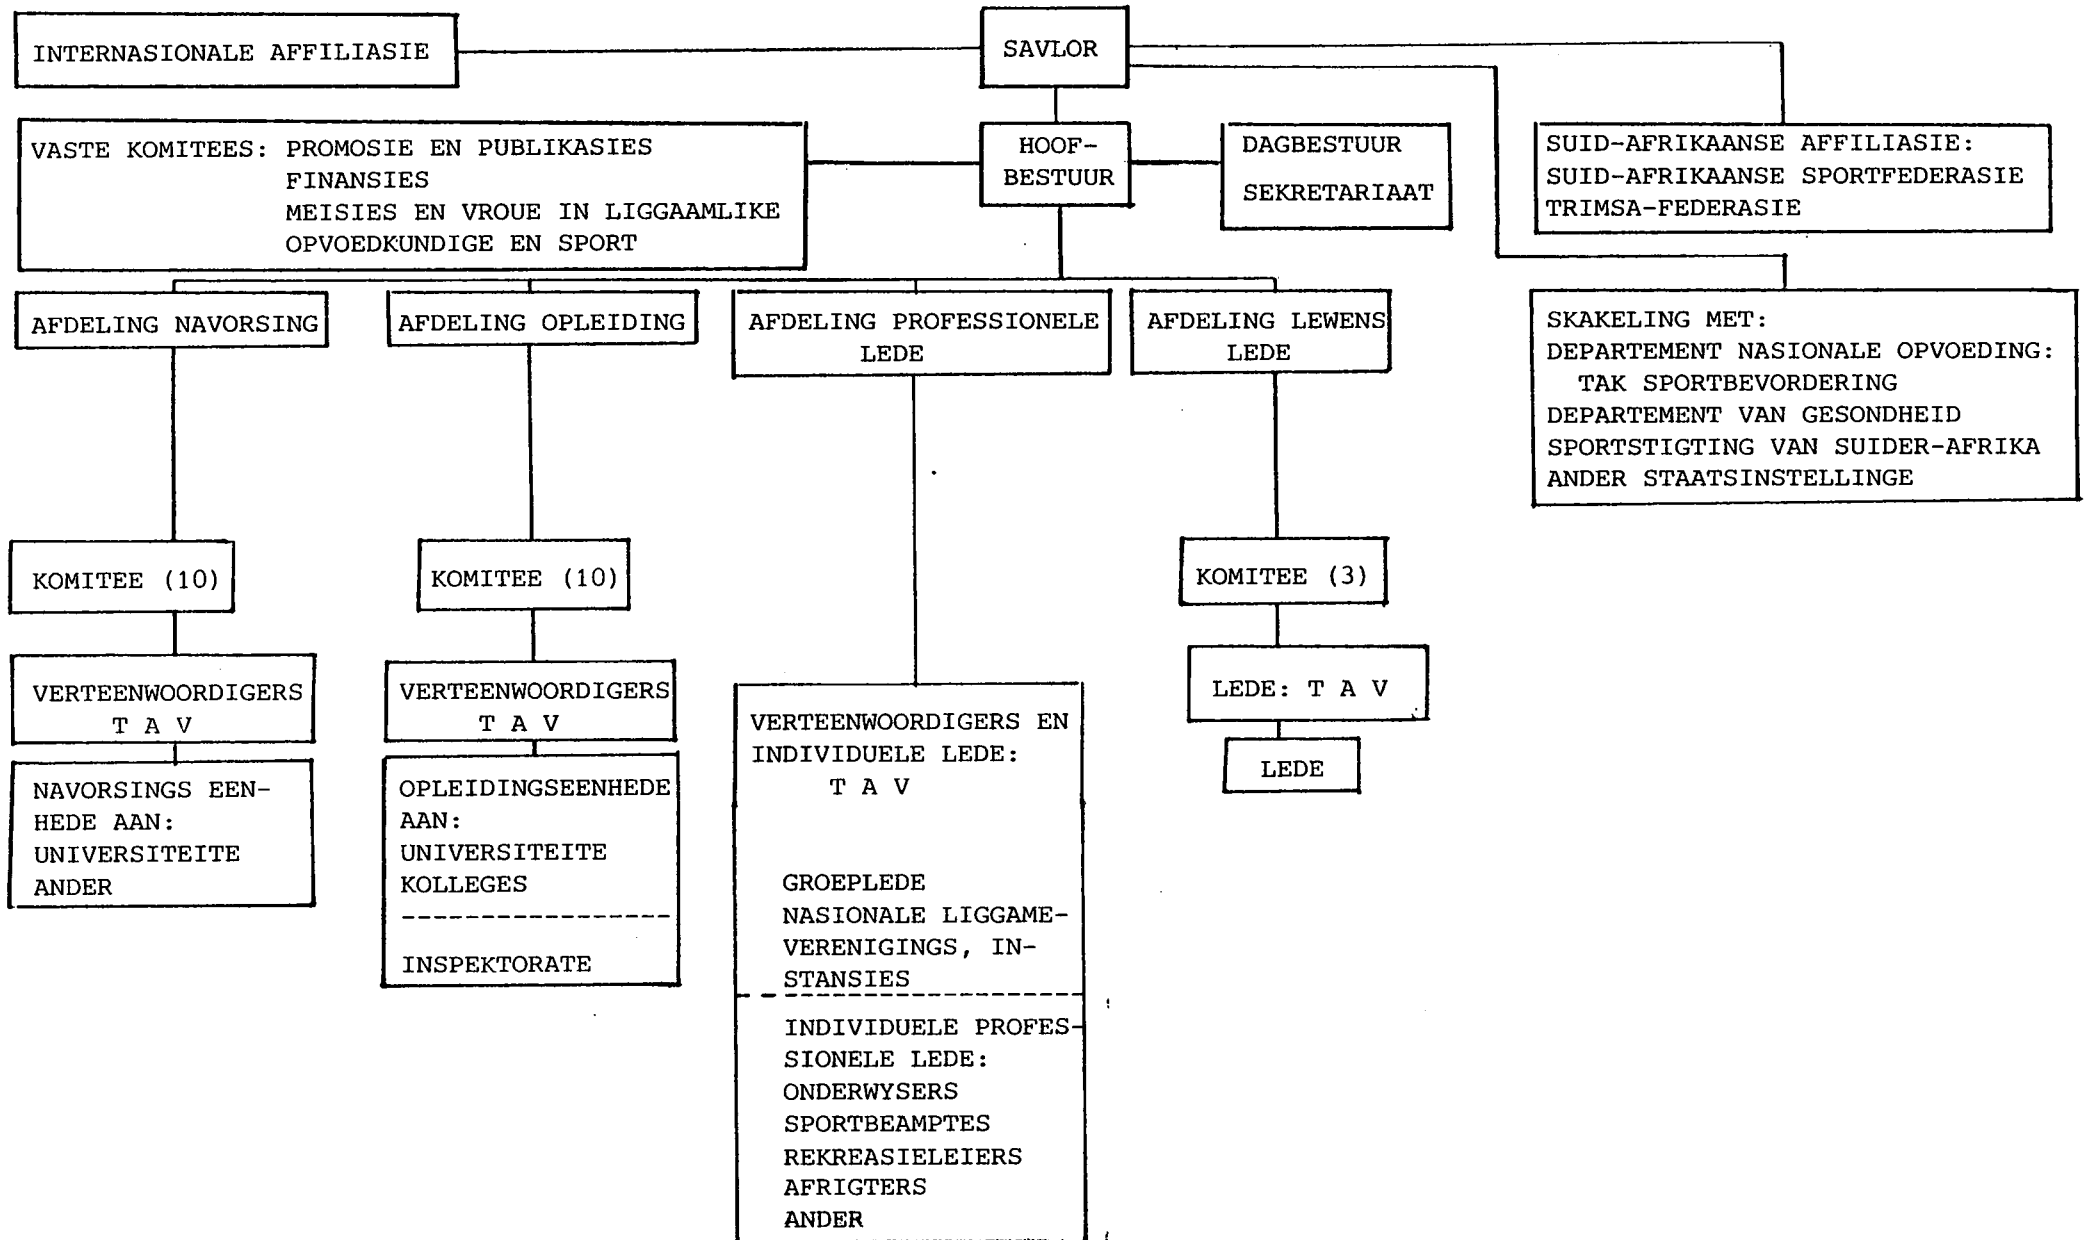 INTERNASIONALE AFFILIASIE
SAVLOR
VASTE KOMITEES: PROMOSIE EN PUBLIKASIES
FINANSIES
MEISIES EN VROUE IN LIGGAAMLIKE
OPVOEDKUNDIGE EN SPORT
HOOF-
BESTUUR
DAGBESTUUR
SEKRETARIAAT
SUID-AFRIKAANSE AFFILIASIE:
SUID-AFRIKAANSE SPORTFEDERASIE
TRIMSA-FEDERASIE
AFDELING NAVORSING
AFDELING OPLEIDING
AFDELING PROFESSIONELE
LEDE
AFDELING LEWENS
LEDE
SKAKELING MET:
DEPARTEMENT NASIONALE OPVOEDING:
TAK SPORTBEVORDERING
DEPARTEMENT VAN GESONDHEID
SPORTSTIGTING VAN SUIDER-AFRIKA
ANDER STAATSINSTELLINGE
KOMITEE (10)
KOMITEE (10)
KOMITEE (3)
VERTEENWOORDIGERS
T A V
VERTEENWOORDIGERS
T A V
VERTEENWOORDIGERS EN
INDIVIDUELE LEDE:
T A V
LEDE: T A V
LEDE
NAVORSINGS EEN-
HEDE AAN:
UNIVERSITEITE
ANDER
OPLEIDINGSEENHEDE
AAN:
UNIVERSITEITE
KOLLEGES
INSPEKTORATE
GROEPLEDE
NASIONALE LIGGAME-
VERENIGINGS, IN-
STANSIES
INDIVIDUELE PROFES-
SIONELE LEDE:
ONDERWYSERS
SPORTBEAMPTES
REKREASIELEIERS
AFRIGTERS
ANDER